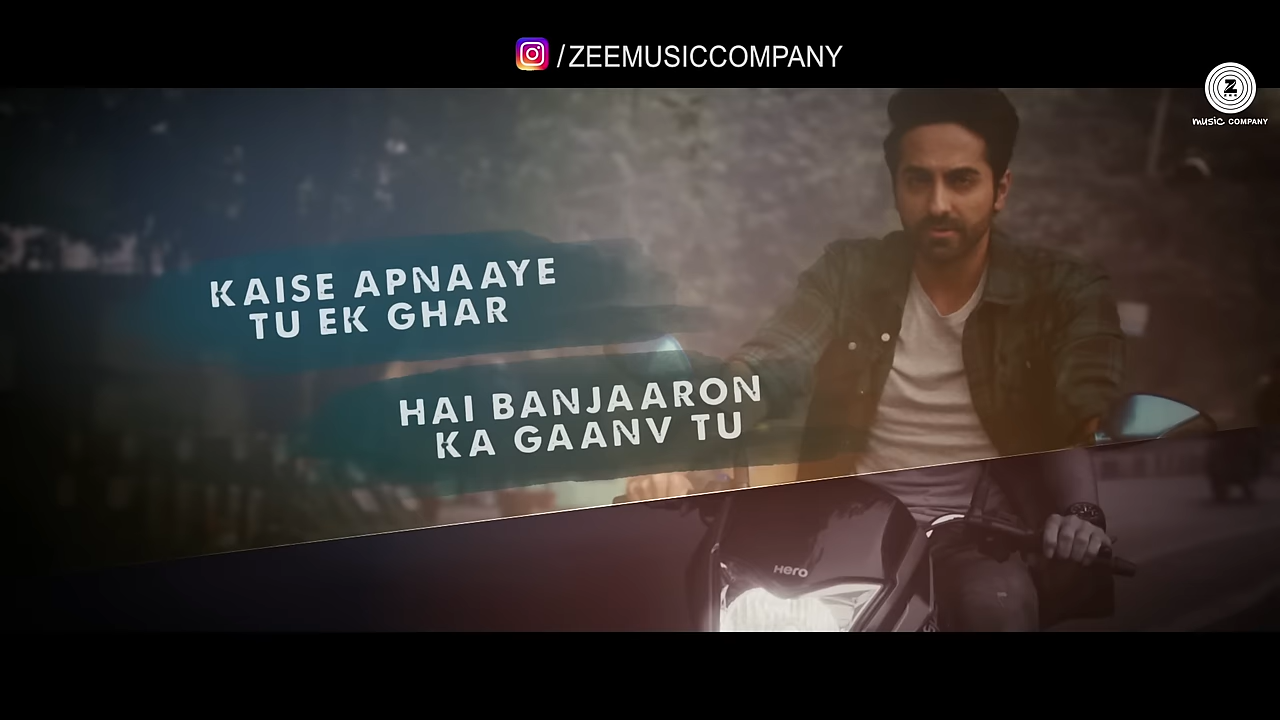 /ZEEMUSICCOMPANY
Z
music COMPANY
KAISE APNAAYE
TU EK GHAR
HAI BANJAARON
KA GAANV TU
Hero